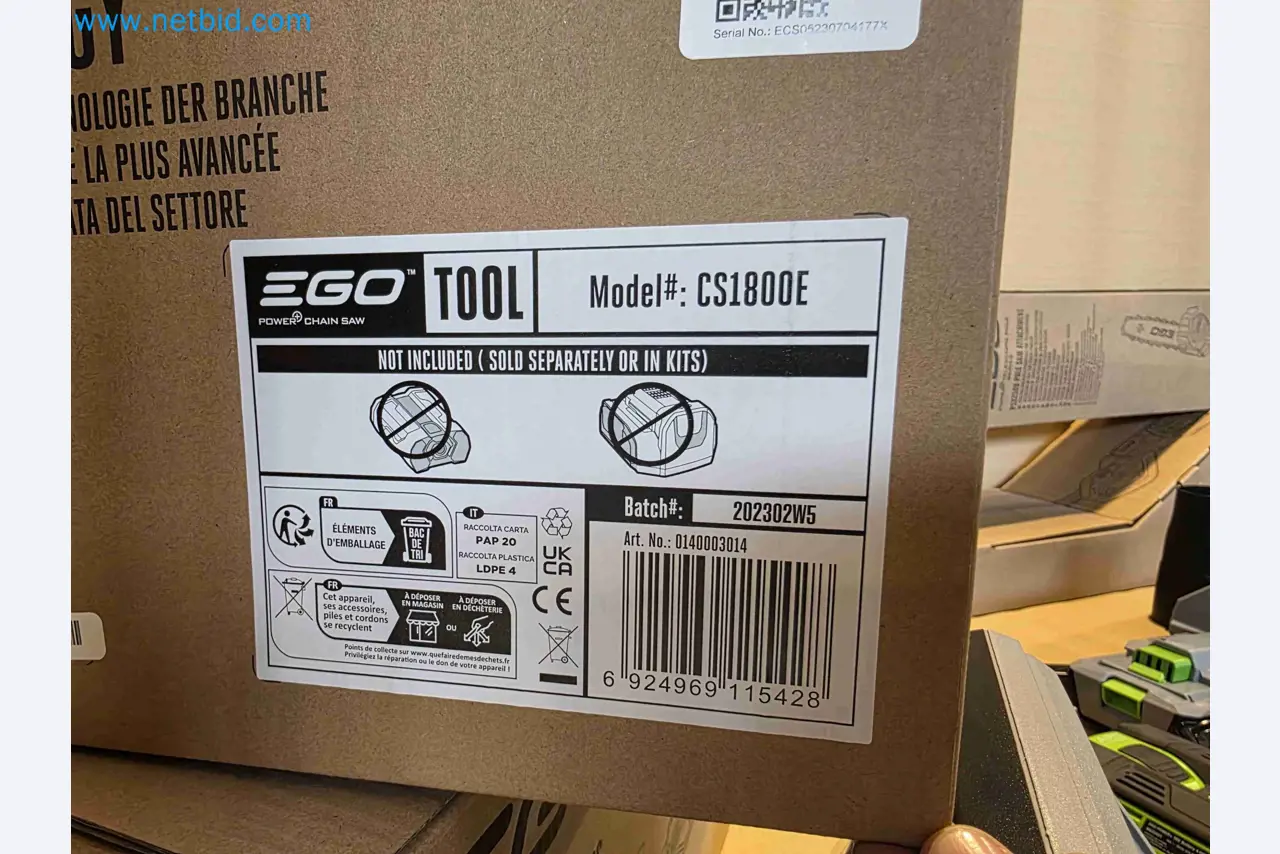 www.netbid.com
Serial No.: ECS05230704177X
NOLOGIE DER BRANCHE
E LA PLUS AVANCÉE
ATA DEL SETTORE
EGO™
POWER+ CHAIN SAW
TOOL
Model#: CS1800E
NOT INCLUDED ( SOLD SEPARATELY OR IN KITS)
FR
ÉLÉMENTS
D'EMBALLAGE
BAC
DE
TRI
IT
RACCOLTA CARTA
PAP 20
RACCOLTA PLASTICA
LDPE 4
UK
CA
CE
FR
Cet appareil,
ses accessoires,
piles et cordons
se recyclent
À DÉPOSER
EN MAGASIN
OU
À DÉPOSER
EN DÉCHÈTERIE
Points de collecte sur www.quefairedemesdechets.fr
Privilégiez la réparation ou le don de votre appareil !
Batch#:
202302W5
Art. No.: 0140003014
6 924969 115428